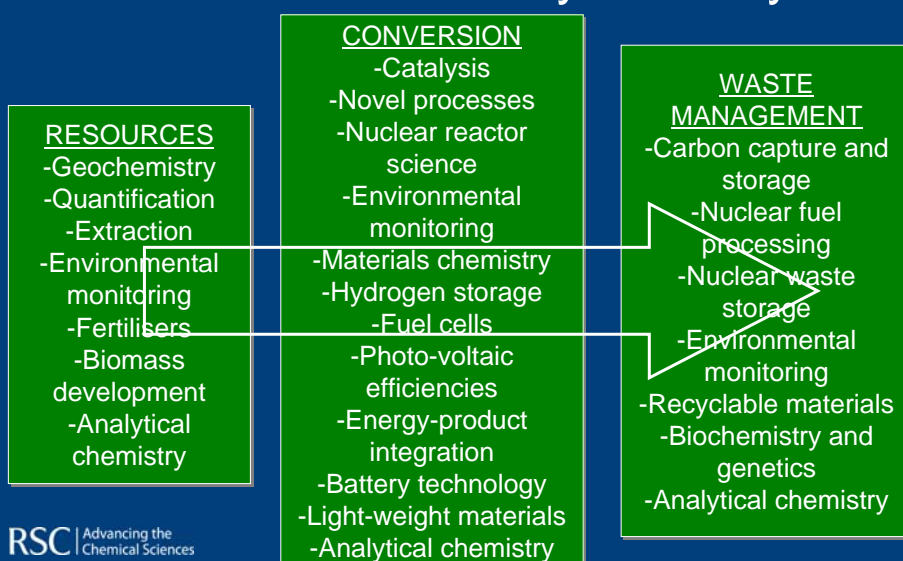 RESOURCES
-Geochemistry
-Quantification
-Extraction
-Environmental
monitoring
-Fertilisers
-Biomass
development
-Analytical
chemistry
CONVERSION
-Catalysis
-Novel processes
-Nuclear reactor
science
-Environmental
monitoring
-Materials chemistry
-Hydrogen storage
-Fuel cells
-Photo-voltaic
efficiencies
-Energy-product
integration
-Battery technology
-Light-weight materials
-Analytical chemistry
WASTE
MANAGEMENT
-Carbon capture and
storage
-Nuclear fuel
processing
-Nuclear waste
storage
-Environmental
monitoring
-Recyclable materials
-Biochemistry and
genetics
-Analytical chemistry
RSC | Advancing the
Chemical Sciences